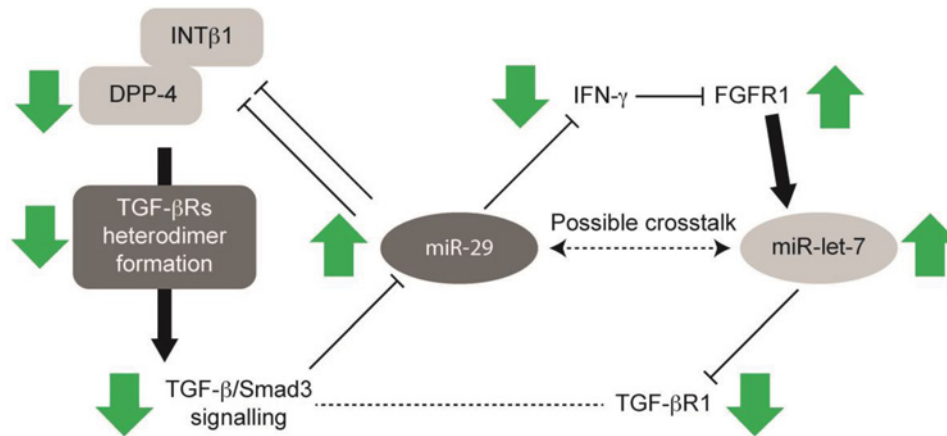 INTβ1
DPP-4
IFN-γ
FGFR1
TGF-βRs
heterodimer
formation
miR-29
Possible crosstalk
miR-let-7
TGF-β/Smad3
signalling
TGF-βR1